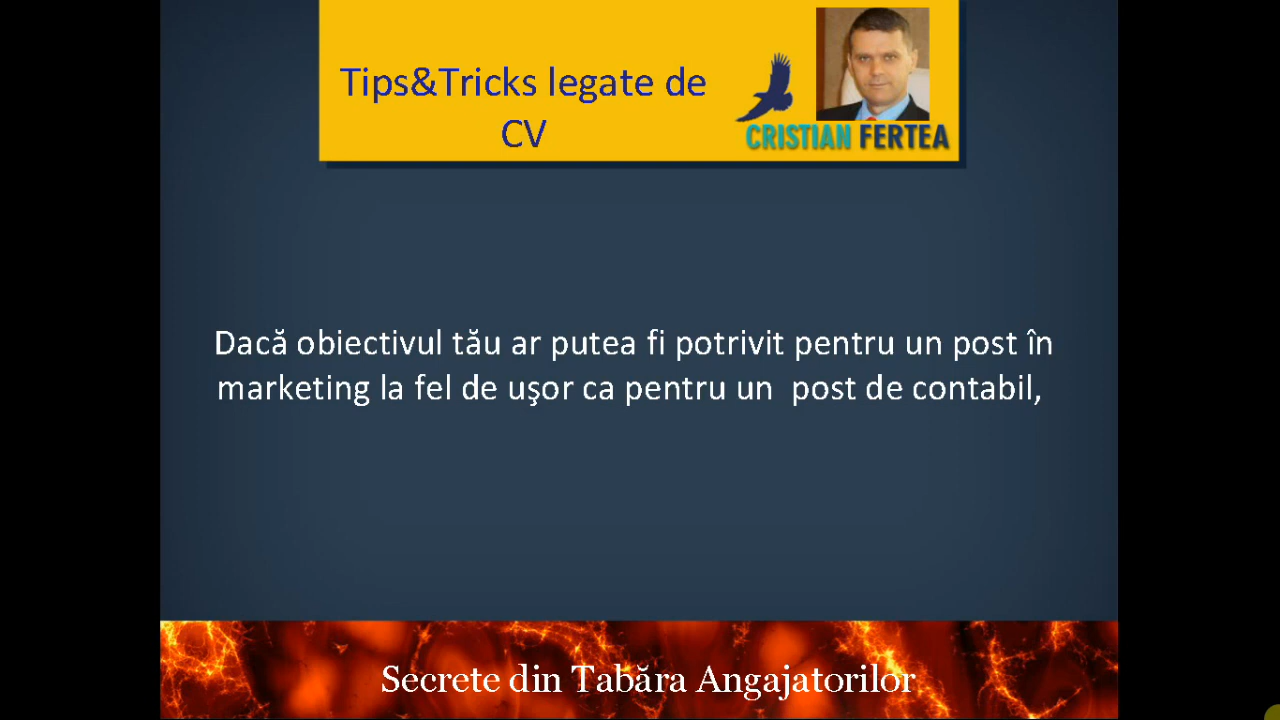 Tips&Tricks legate de
CV
CRISTIAN FERTEA
Dacă obiectivul tău ar putea fi potrivit pentru un post în
marketing la fel de uşor ca pentru un  post de contabil,
Secrete din Tabăra Angajatorilor